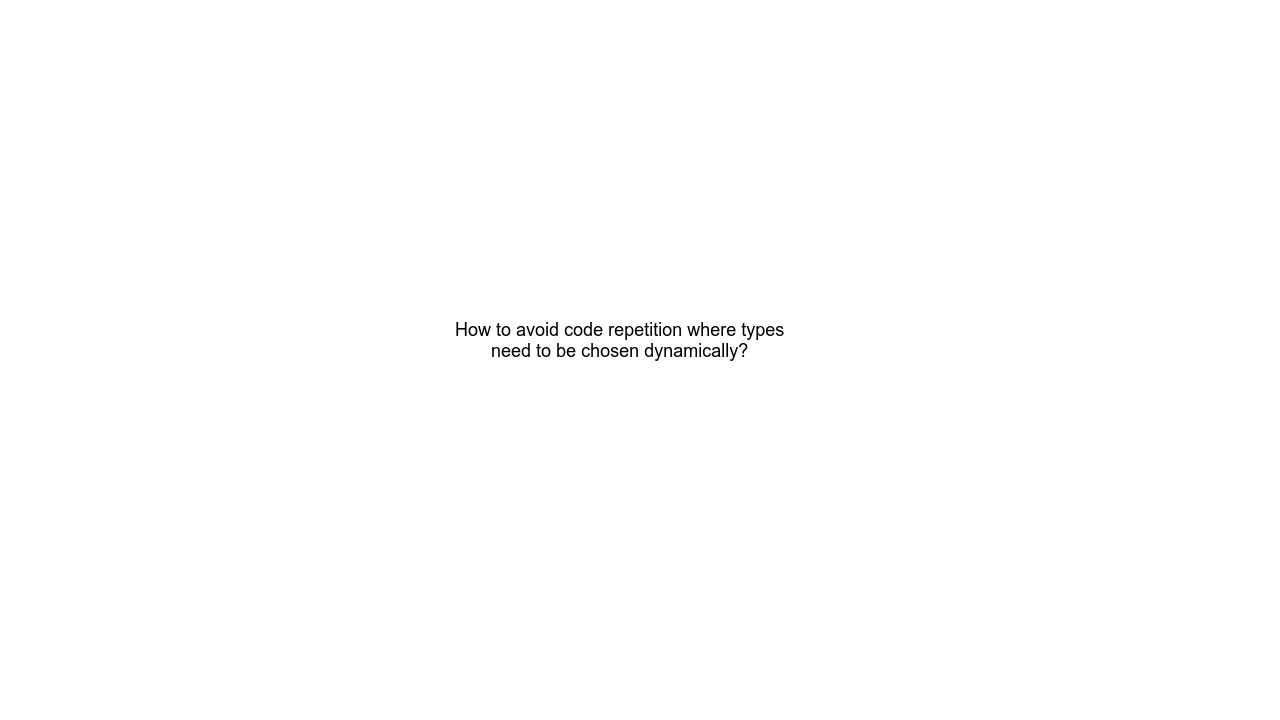 How to avoid code repetition where types
need to be chosen dynamically?